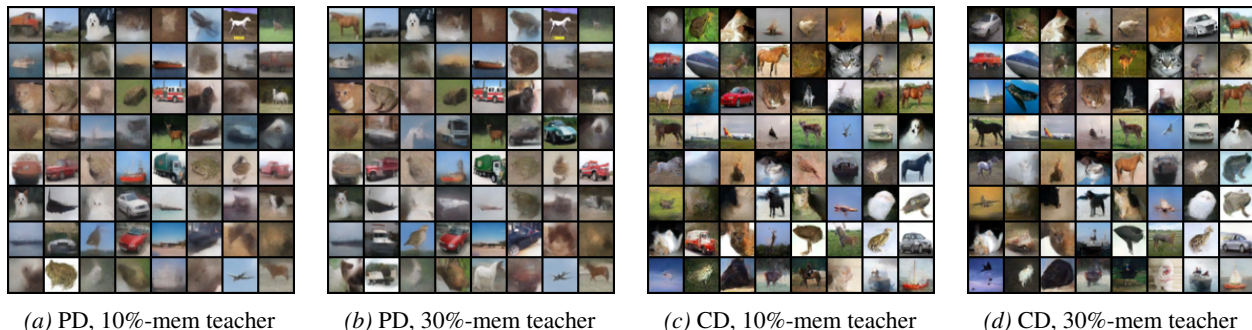 (a) PD, 10%-mem teacher
(b) PD, 30%-mem teacher
(c) CD, 10%-mem teacher
(d) CD, 30%-mem teacher